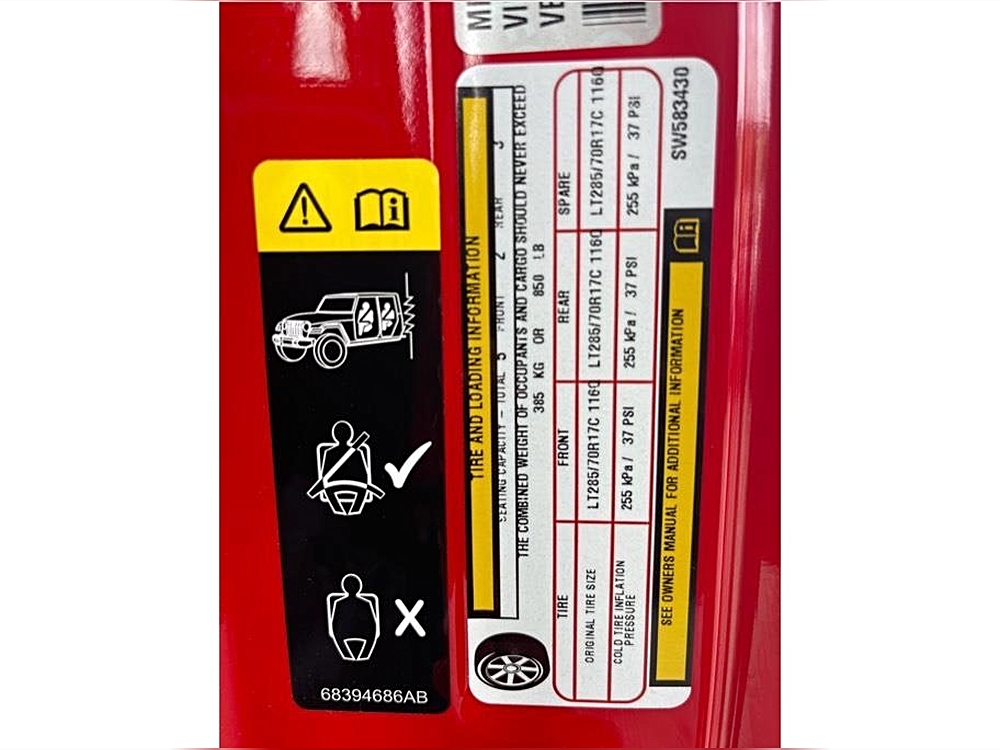 MI
VI
VE
TIRE AND LOADING INFORMATION
SEATING CAPACITY – TOTAL 5 FRONT 2 REAR 3
THE COMBINED WEIGHT OF OCCUPANTS AND CARGO SHOULD NEVER EXCEED
385 KG OR 850 LB
TIRE FRONT REAR SPARE
ORIGINAL TIRE SIZE LT285/70R17C 116Q LT285/70R17C 116Q LT285/70R17C 116Q
COLD TIRE INFLATION
PRESSURE 255 kPa / 37 PSI 255 kPa / 37 PSI 255 kPa / 37 PSI
SEE OWNERS MANUAL FOR ADDITIONAL INFORMATION
SW583430
X
68394686AB